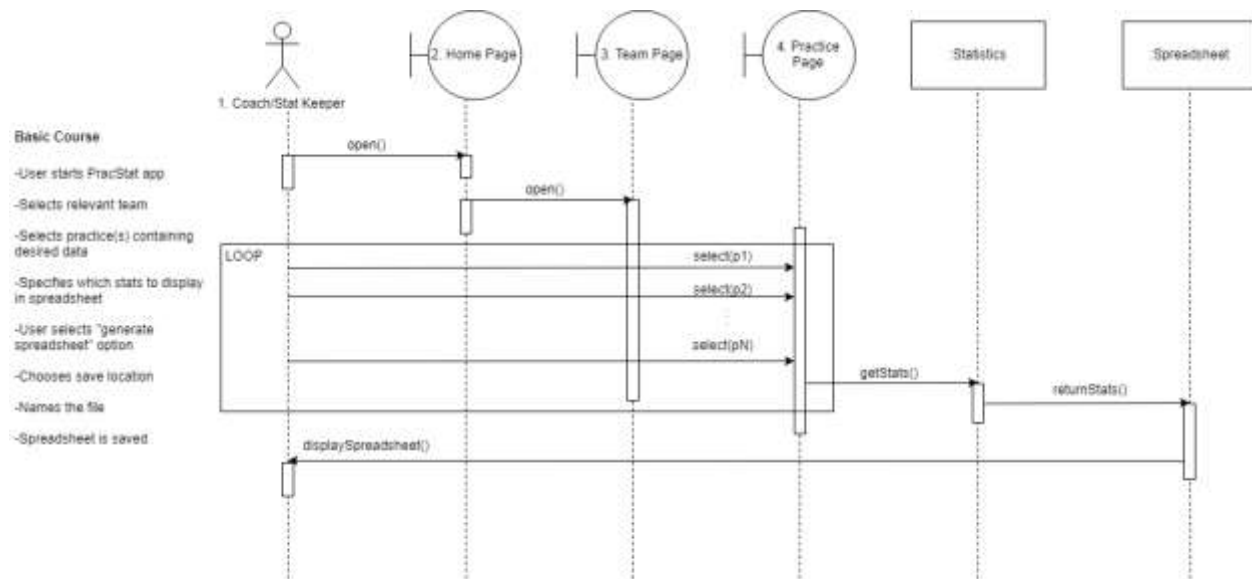 1. Coach/Stat Keeper
2. Home Page
3. Team Page
4. Practice
Page
:Statistics
:Spreadsheet
Basic Course
-User starts PracStat app
-Selects relevant team
-Selects practice(s) containing
desired data
-Specifies which stats to display
in spreadsheet
-User selects "generate
spreadsheet" option
-Chooses save location
-Names the file
-Spreadsheet is saved
open()
open()
LOOP
select(p1)
select(p2)
select(pN)
getStats()
returnStats()
displaySpreadsheet()